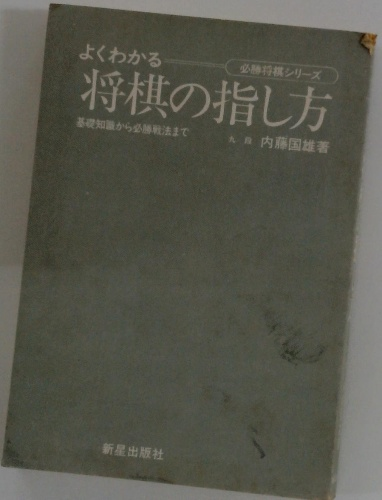 よくわかる
必勝将棋シリーズ
将棋の指し方
基礎知識から必勝戦法まで
九段 内藤国雄著
新星出版社